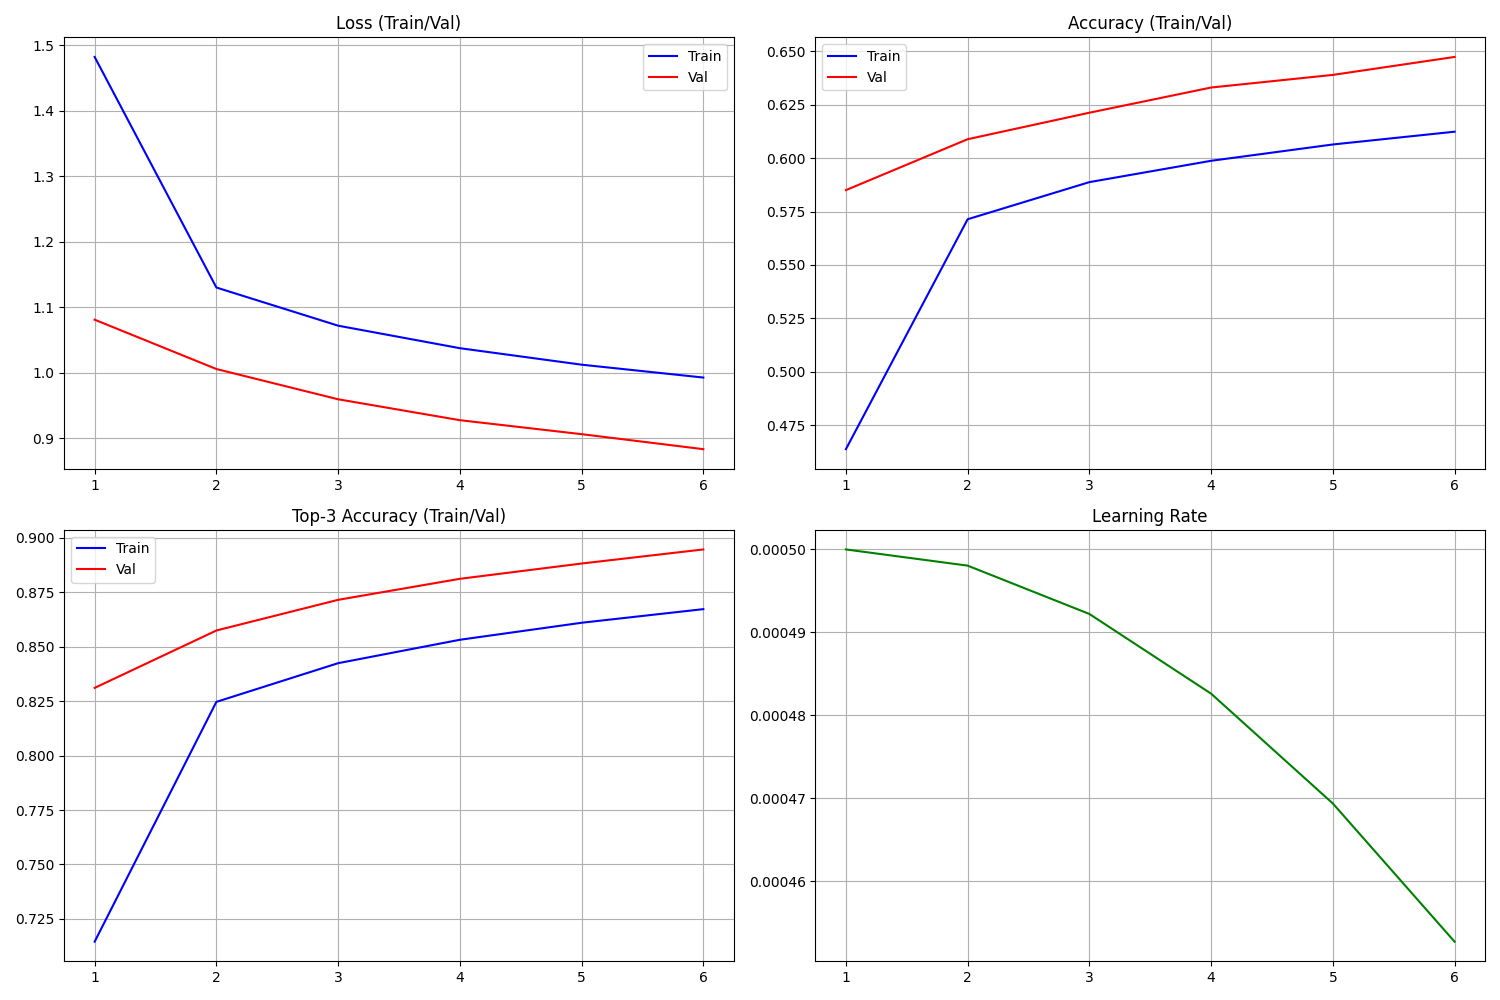 Loss (Train/Val)
1.5
1.4
1.3
1.2
1.1
1.0
0.9
1 2 3 4 5 6
Train
Val
Accuracy (Train/Val)
0.650
0.625
0.600
0.575
0.550
0.525
0.500
0.475
1 2 3 4 5 6
Train
Val
Top-3 Accuracy (Train/Val)
0.900
0.875
0.850
0.825
0.800
0.775
0.750
0.725
1 2 3 4 5 6
Train
Val
Learning Rate
0.00050
0.00049
0.00048
0.00047
0.00046
1 2 3 4 5 6